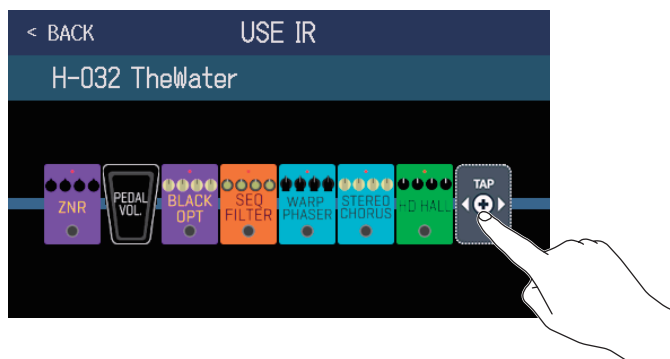 < BACK
USE IR
H-032 TheWater
ZNR
PEDAL
VOL.
BLACK
OPT
SEQ
FILTER
WARP
PHASER
STEREO
CHORUS
HD HALL
TAP